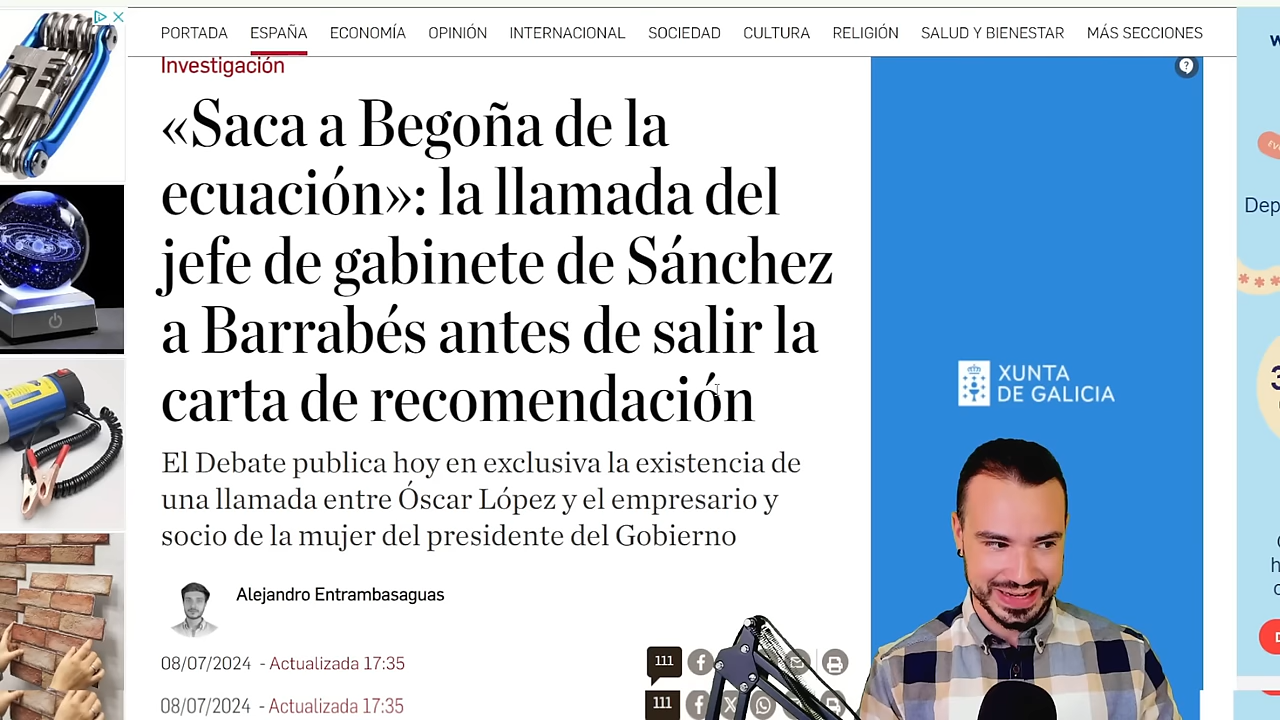 PORTADA ESPAÑA ECONOMÍA OPINIÓN INTERNACIONAL SOCIEDAD CULTURA RELIGIÓN SALUD Y BIENESTAR MÁS SECCIONES
Investigación
«Saca a Begoña de la
ecuación»: la llamada del
jefe de gabinete de Sánchez
a Barrabés antes de salir la
carta de recomendación
El Debate publica hoy en exclusiva la existencia de
una llamada entre Óscar López y el empresario y
socio de la mujer del presidente del Gobierno
Alejandro Entrambasaguas
08/07/2024 - Actualizada 17:35
111
08/07/2024 - Actualizada 17:35
111
XUNTA
DE GALICIA
Dep